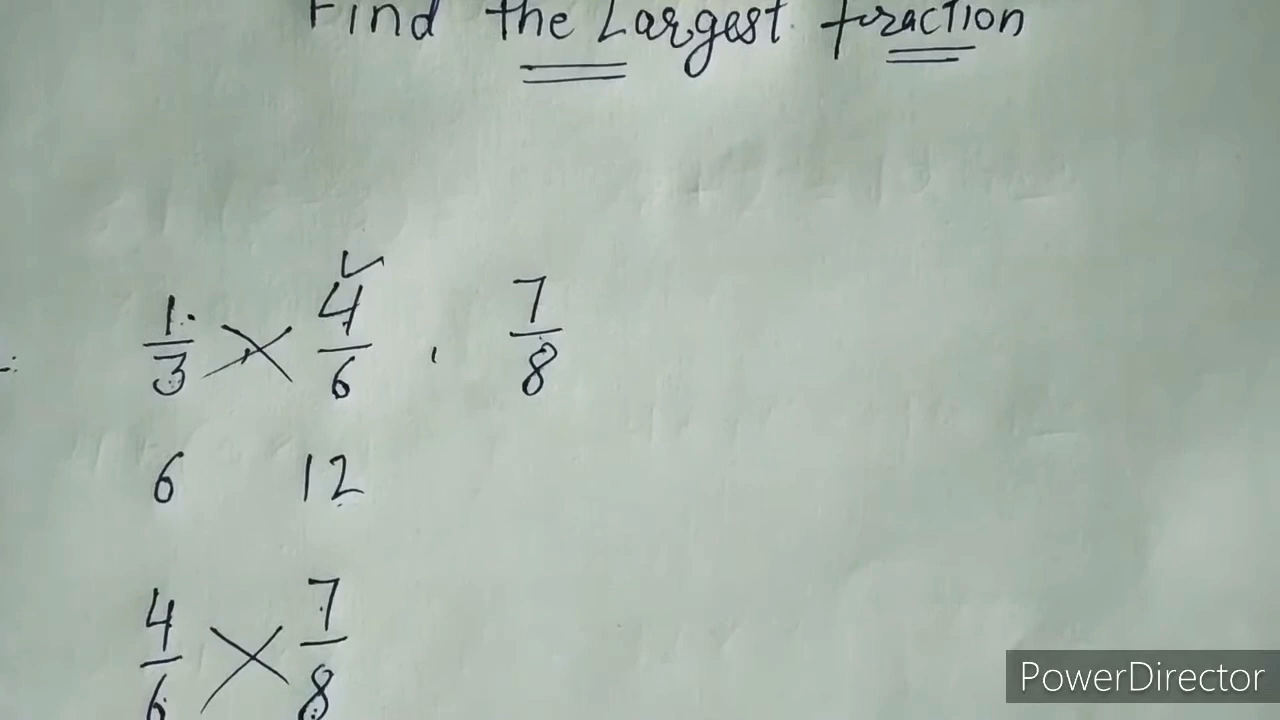 Find the Largest fraction
1/3 × 4/6 , 7/8
6 12
4/6 × 7/8
PowerDirector